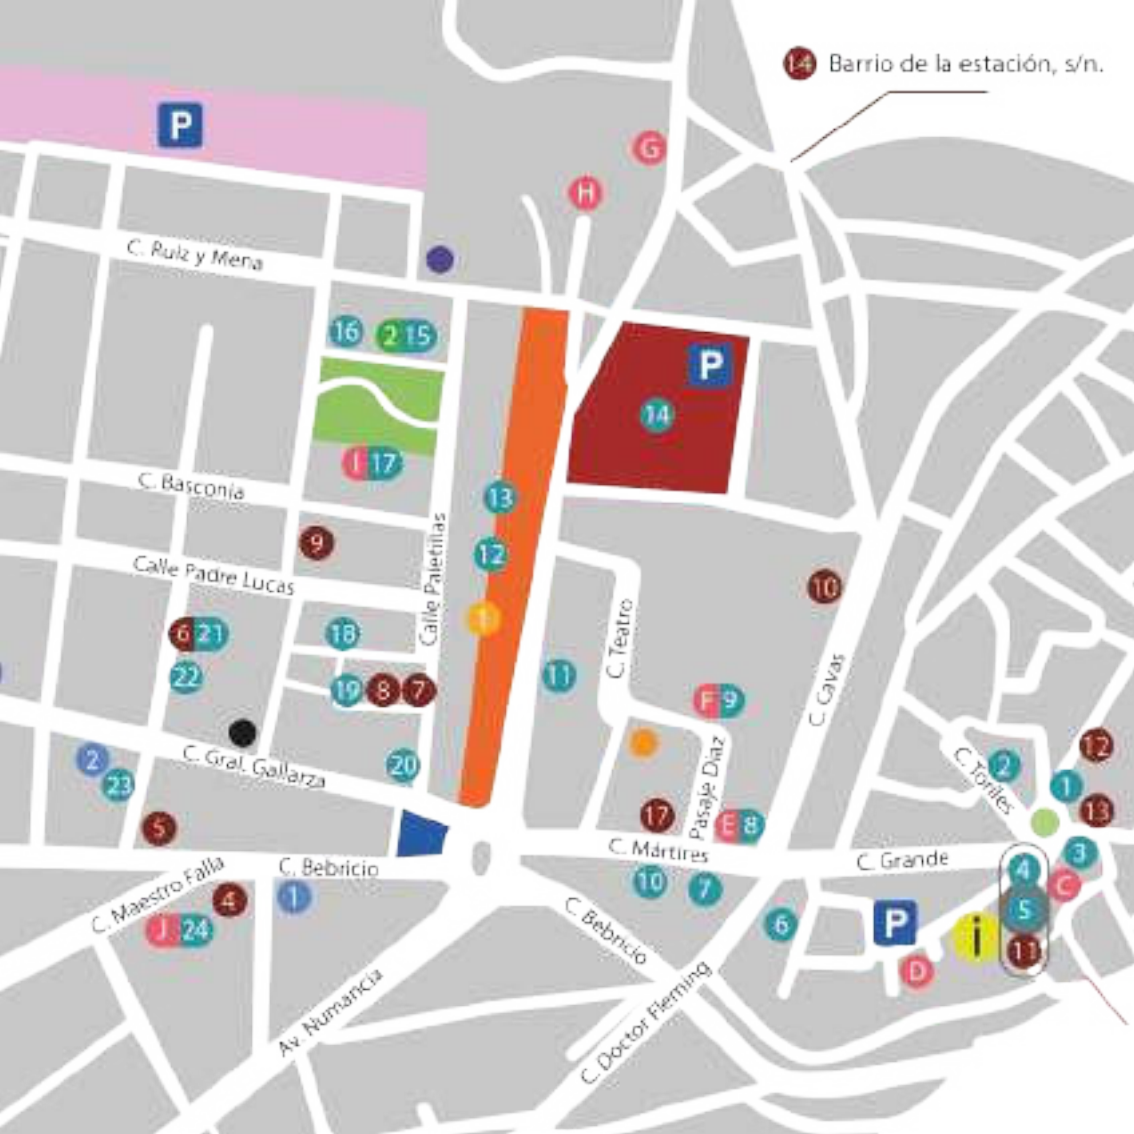 14 Barrio de la estación, s/n.
P
G
H
C. Ruiz y Mena
16 2 15
P
14
I 17
C. Basconia
13
9
12
Calle Padre Lucas
Calle Paletillas
10
1
6 21
18
C. Teatro
22
11
19 8 7
F 9
C. Cavas
12
2
23
C. Gral. Gallarza
20
2
1
C. Toriles
Pasaje Díaz
5
17
E 8
13
C. Mártires
C. Grande
3
C. Bebricio
4
C
C. Maestro Falla
4
1
10
7
5
J 24
6
P
i
11
D
C. Bebricio
Av. Numancia
C. Doctor Fleming